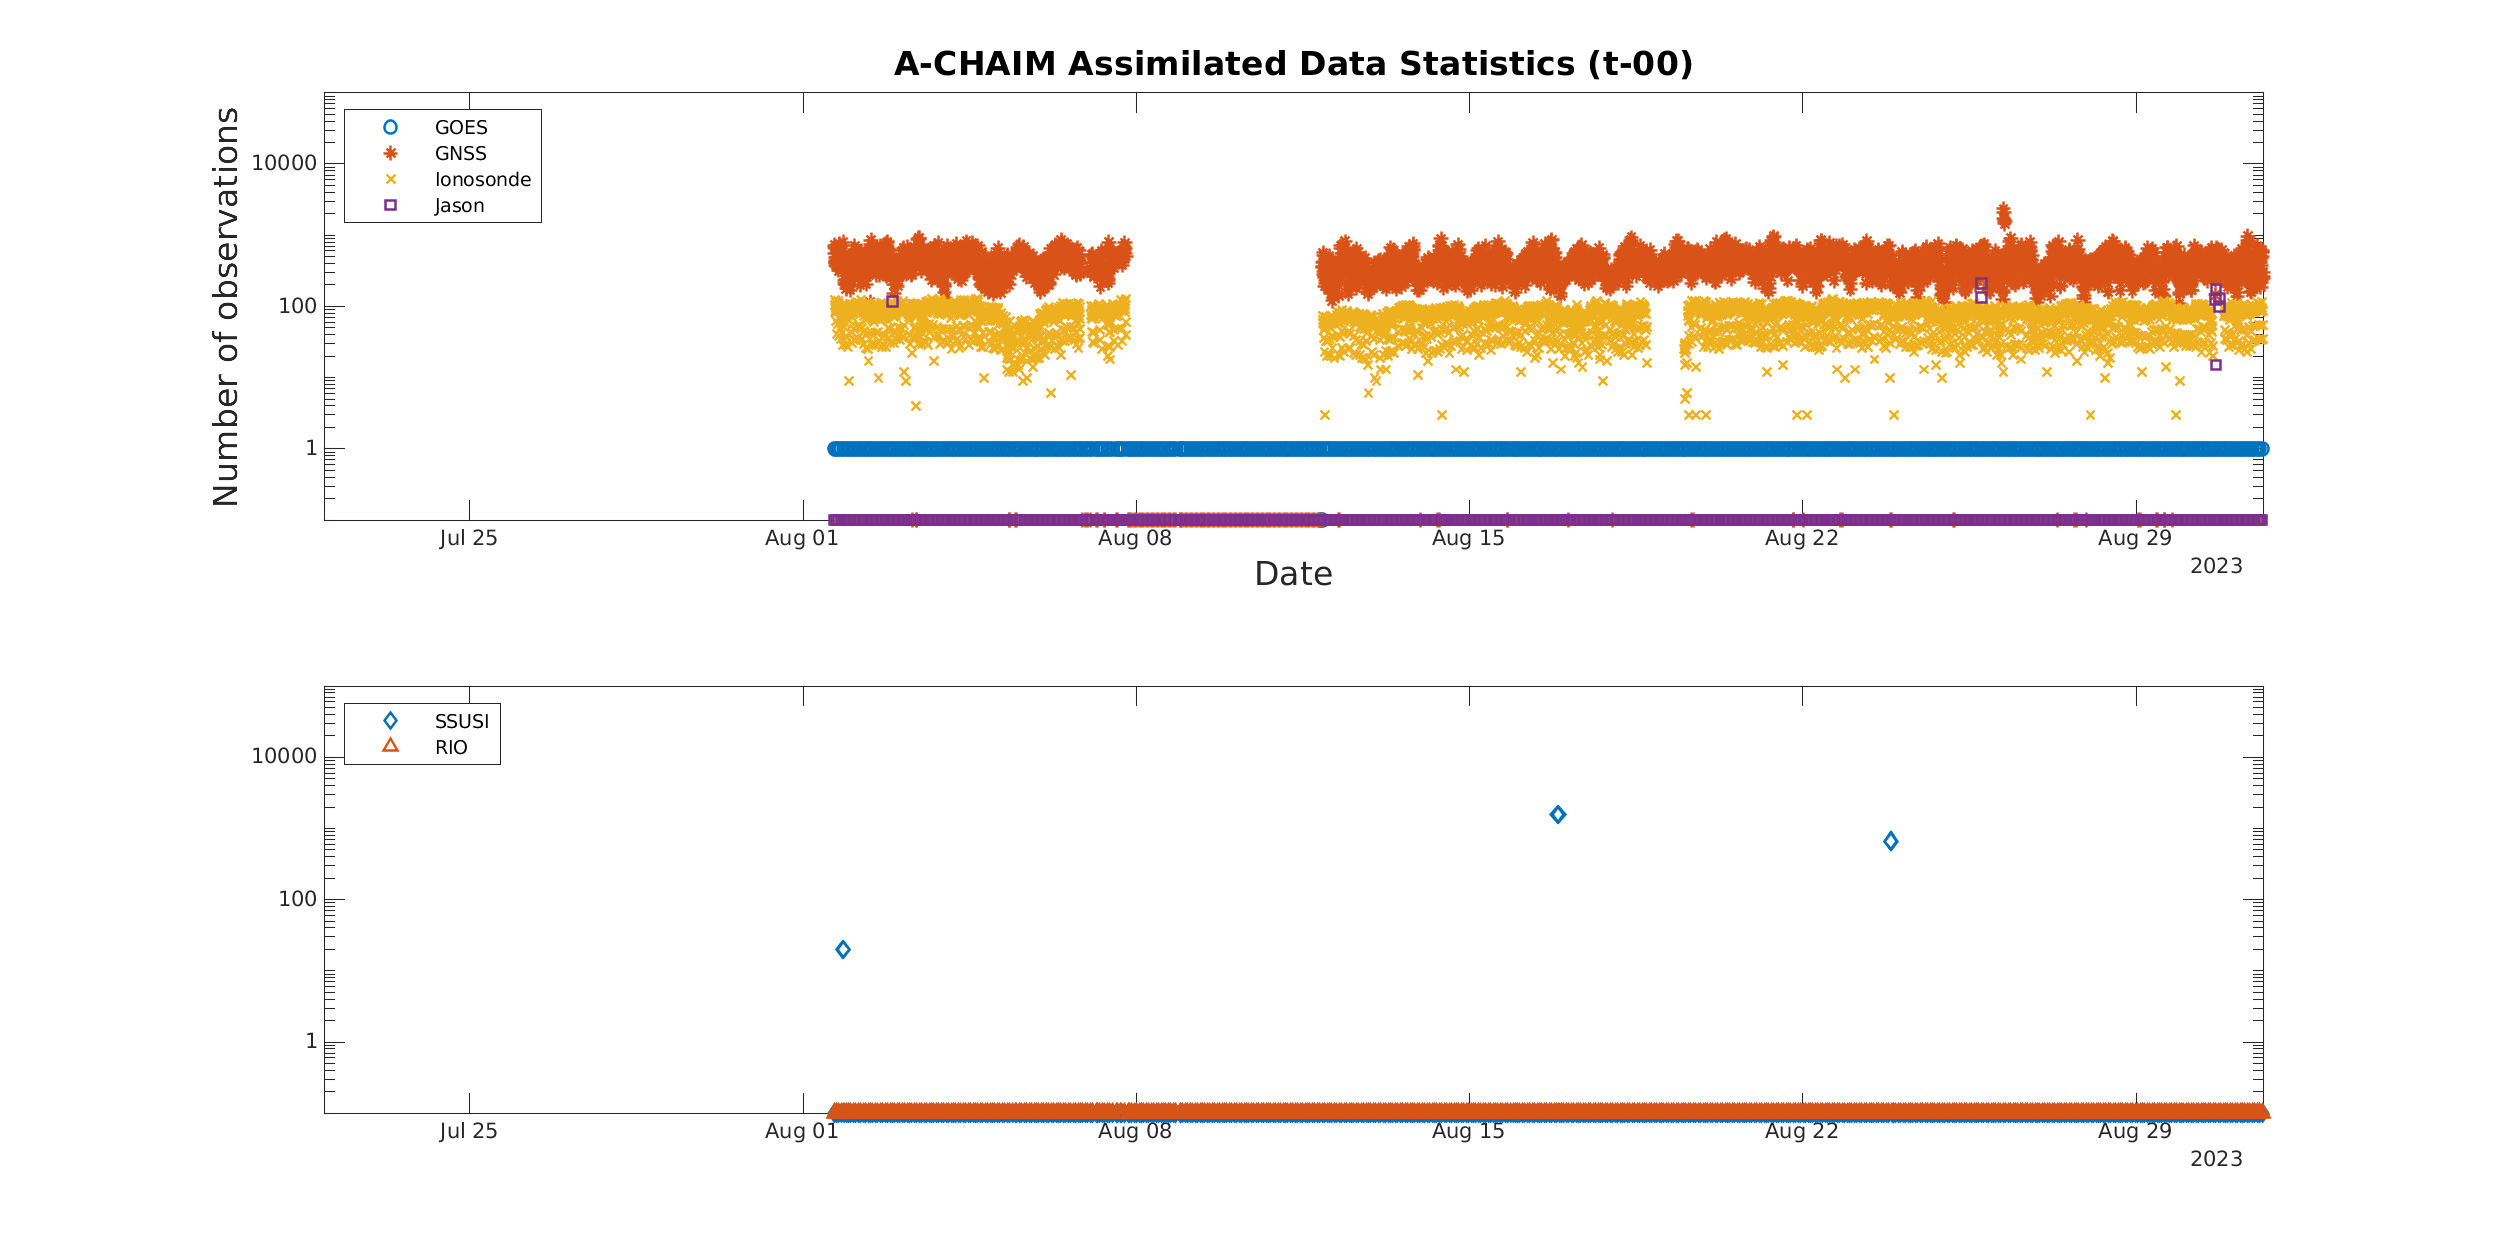 A-CHAIM Assimilated Data Statistics (t-00)
Number of observations
GOES
GNSS
Ionosonde
Jason
10000
100
1
Jul 25 Aug 01 Aug 08 Aug 15 Aug 22 Aug 29
2023
Date
SSUSI
RIO
10000
100
1
Jul 25 Aug 01 Aug 08 Aug 15 Aug 22 Aug 29
2023